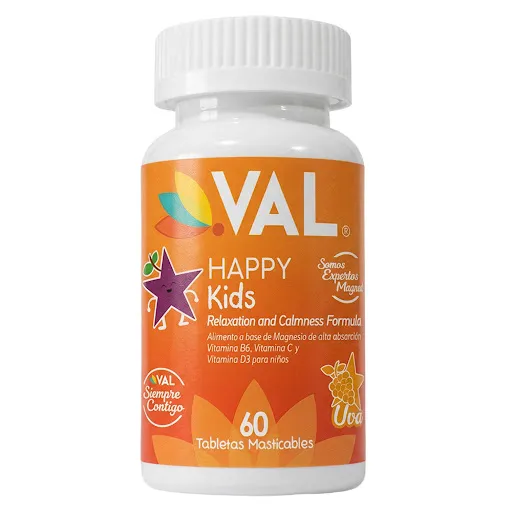 VAL®
HAPPY
Kids
Somos
Expertos
Magnes
Relaxation and Calmness Formula
Alimento a base de Magnesio de alta absorción
Vitamina B6, Vitamina C y
Vitamina D3 para niños
VAL
Siempre
Contigo
Uva
60
Tabletas Masticables